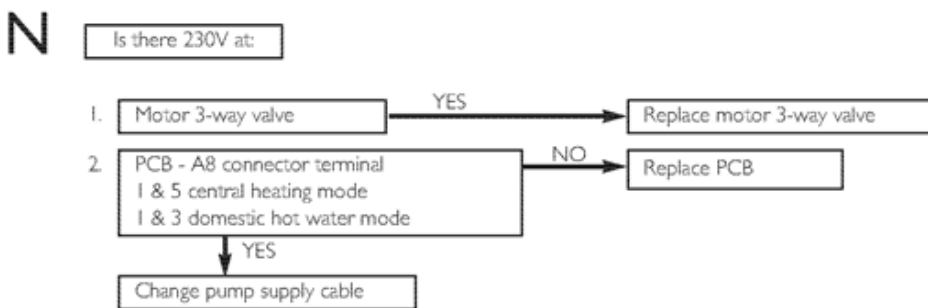 N
Is there 230V at:
1. Motor 3-way valve YES Replace motor 3-way valve
2. PCB - A8 connector terminal NO Replace PCB
1 & 5 central heating mode
1 & 3 domestic hot water mode
YES
Change pump supply cable